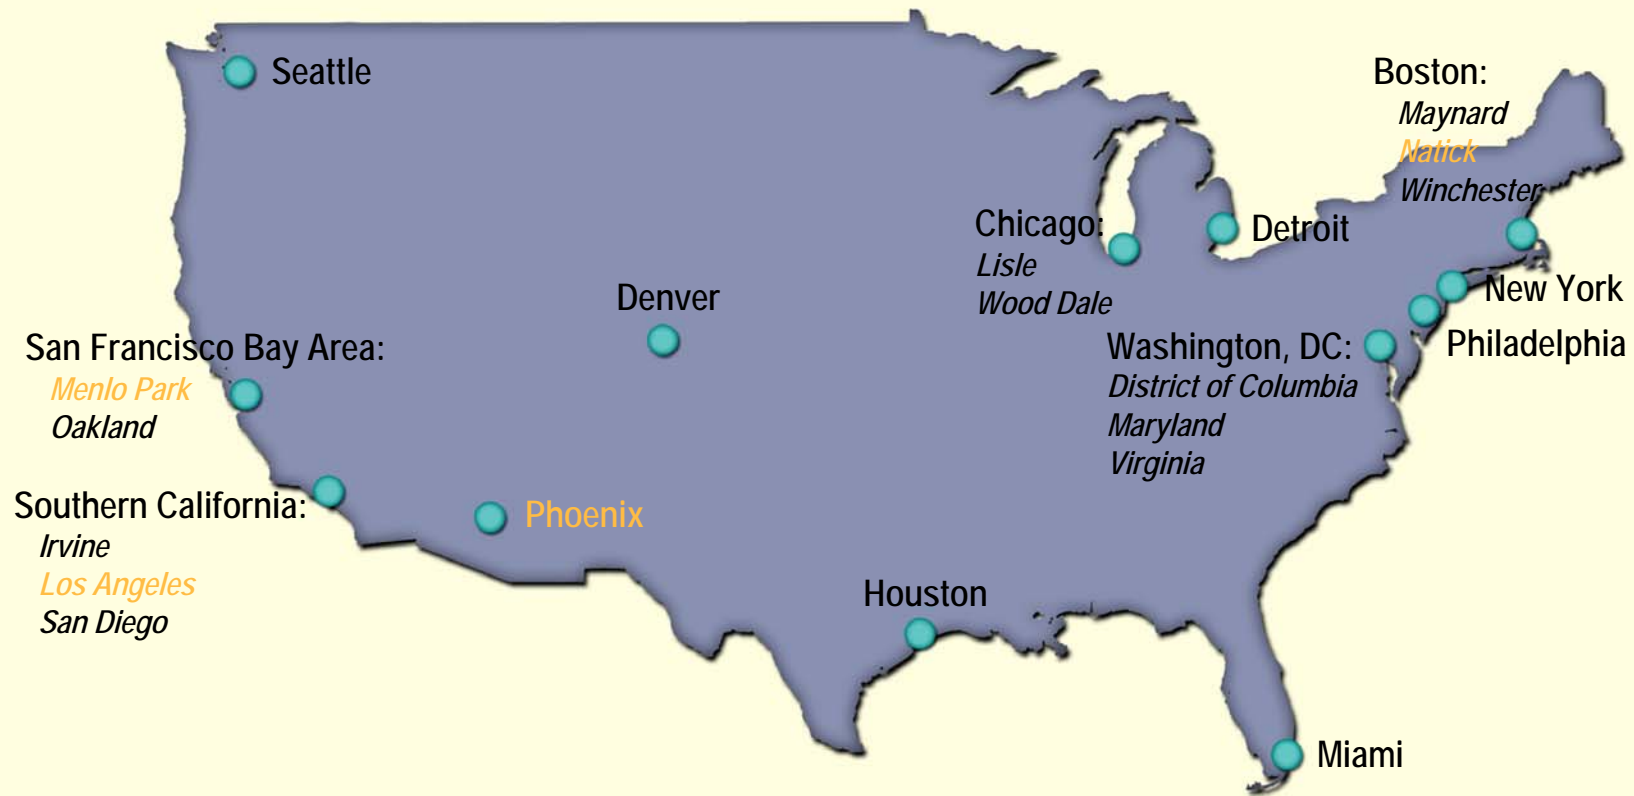 Seattle
Boston:
Maynard
Natick
Winchester
Chicago:
Lisle
Wood Dale
Detroit
Denver
New York
Philadelphia
San Francisco Bay Area:
Menlo Park
Oakland
Washington, DC:
District of Columbia
Maryland
Virginia
Southern California:
Irvine
Los Angeles
San Diego
Phoenix
Houston
Miami